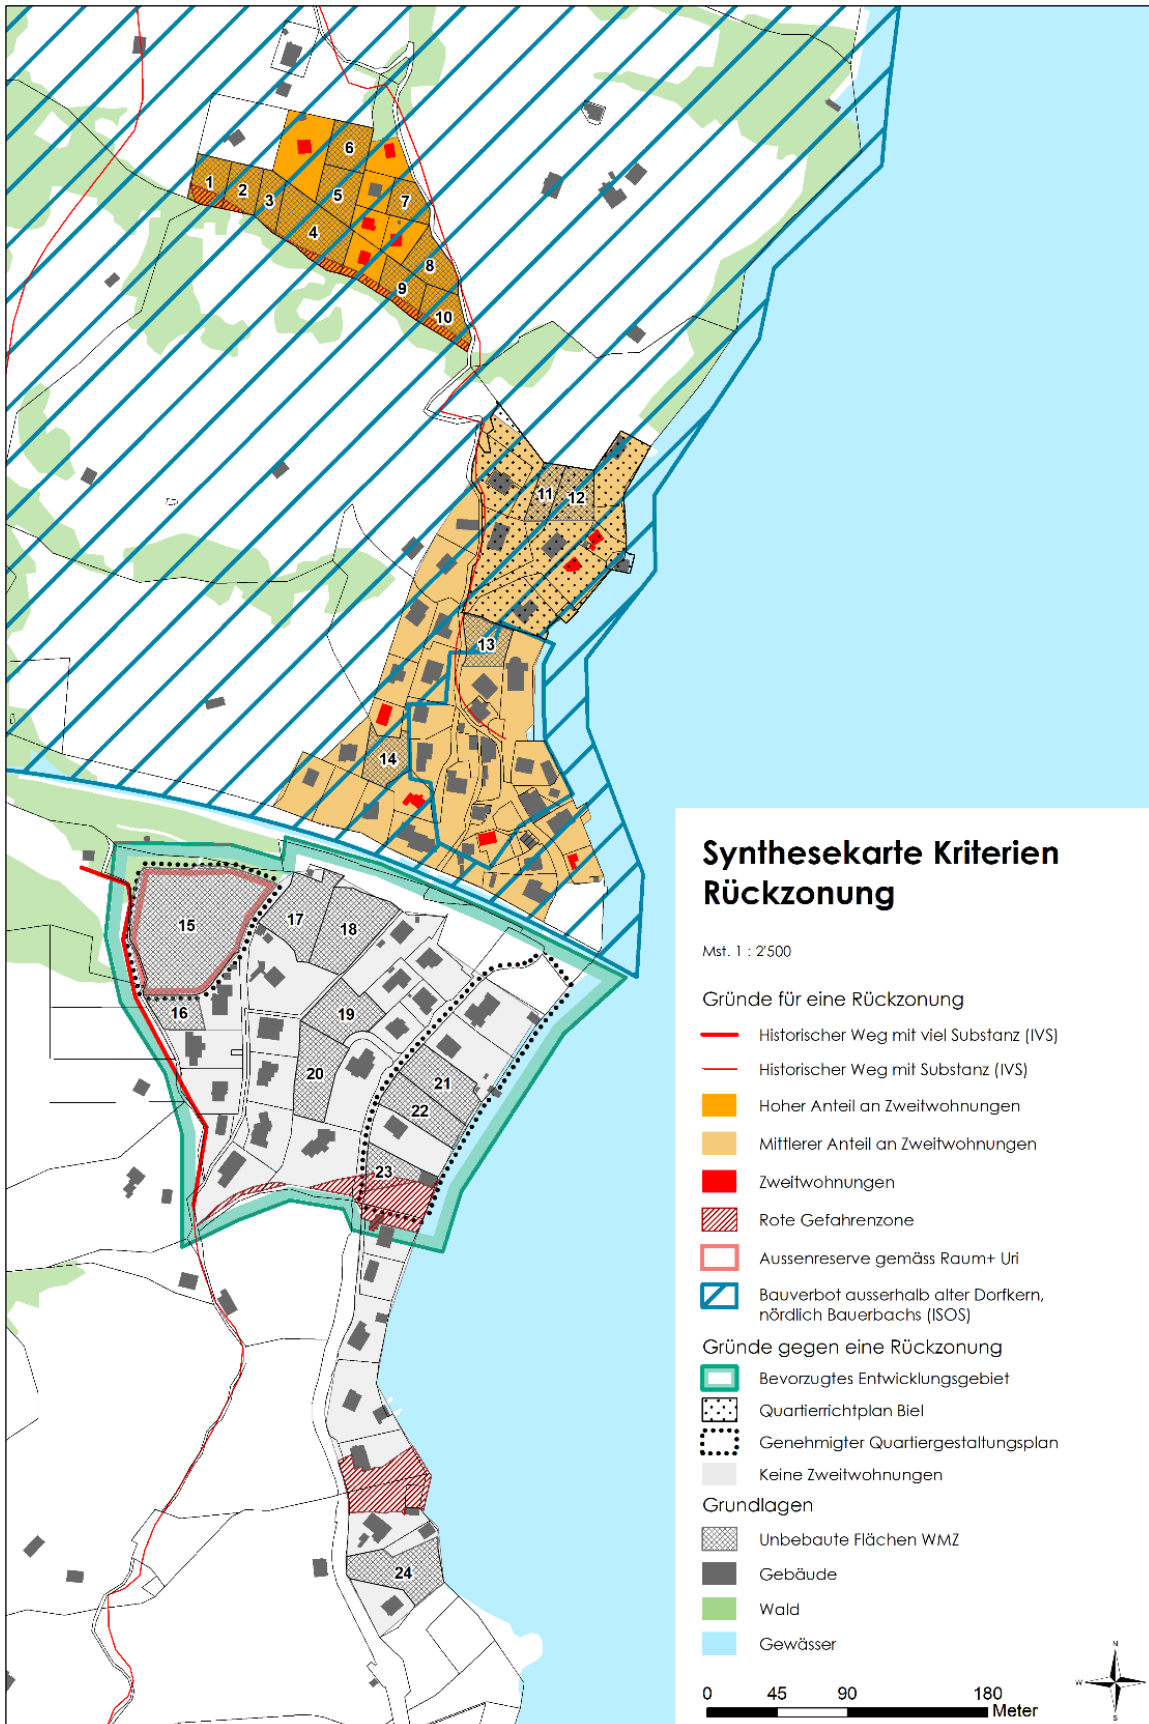 6
1
2
3
5
7
4
8
9
10
11
12
13
14
15
17
18
16
19
20
21
22
23
24
Synthesekarte Kriterien
Rückzonung
Mst. 1 : 2'500
Gründe für eine Rückzonung
Historischer Weg mit viel Substanz (IVS)
Historischer Weg mit Substanz (IVS)
Hoher Anteil an Zweitwohnungen
Mittlerer Anteil an Zweitwohnungen
Zweitwohnungen
Rote Gefahrenzone
Aussenreserve gemäss Raum+ Uri
Bauverbot ausserhalb alter Dorfkern,
nördlich Bauerbachs (ISOS)
Gründe gegen eine Rückzonung
Bevorzugtes Entwicklungsgebiet
Quartierrichtplan Biel
Genehmigter Quartiergestaltungsplan
Keine Zweitwohnungen
Grundlagen
Unbebaute Flächen WMZ
Gebäude
Wald
Gewässer
0 45 90 180
Meter
N
W
S